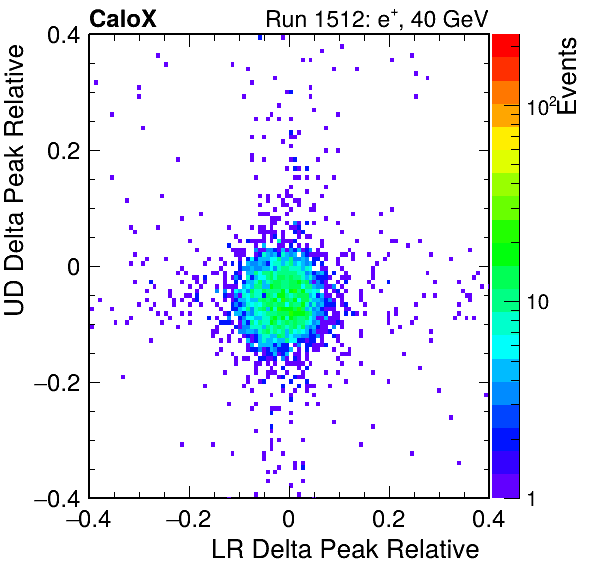 CaloX Run 1512: e⁺, 40 GeV
UD Delta Peak Relative
0.4
0.2
0
−0.2
−0.4
−0.4 −0.2 0 0.2 0.4
LR Delta Peak Relative
10²
10
1
Events